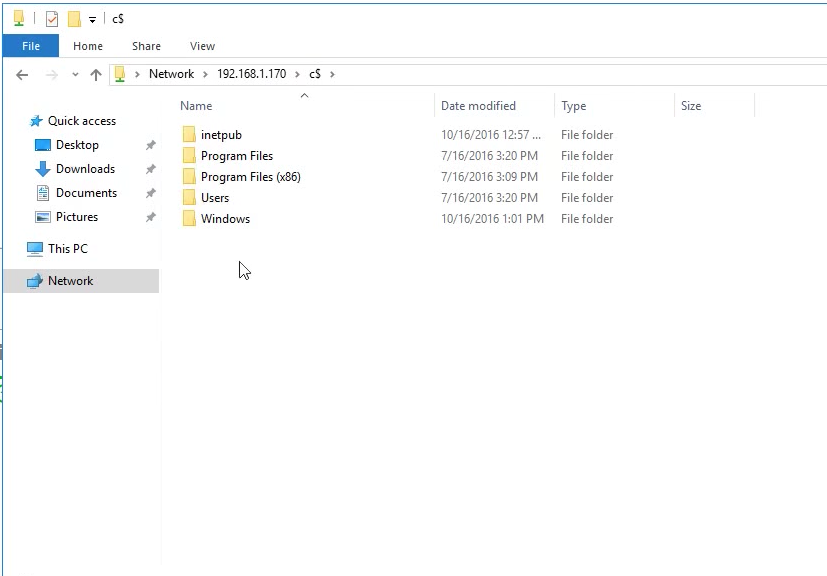 c$
File Home Share View
Network 192.168.1.170 c$
Name Date modified Type Size
Quick access
Desktop
Downloads
Documents
Pictures
This PC
Network
inetpub 10/16/2016 12:57 ... File folder
Program Files 7/16/2016 3:20 PM File folder
Program Files (x86) 7/16/2016 3:09 PM File folder
Users 7/16/2016 3:20 PM File folder
Windows 10/16/2016 1:01 PM File folder